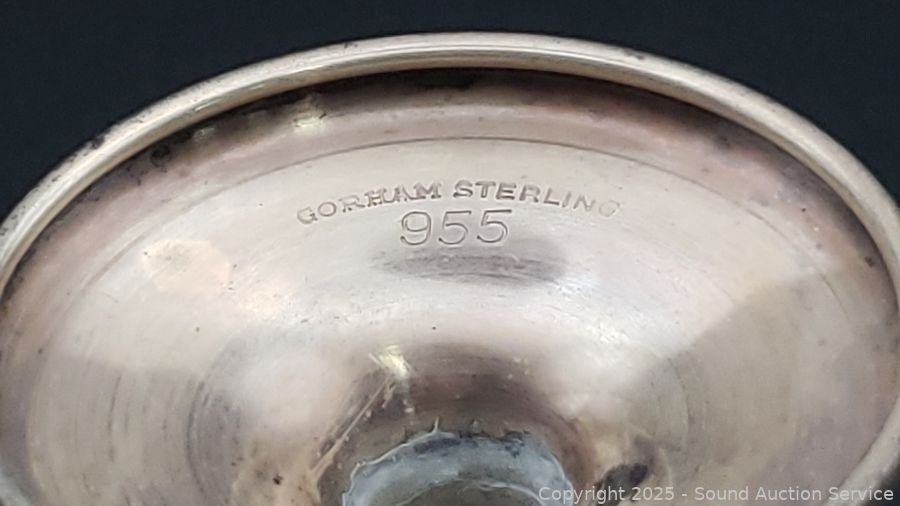 GORHAM STERLING
955
Copyright 2025 - Sound Auction Service